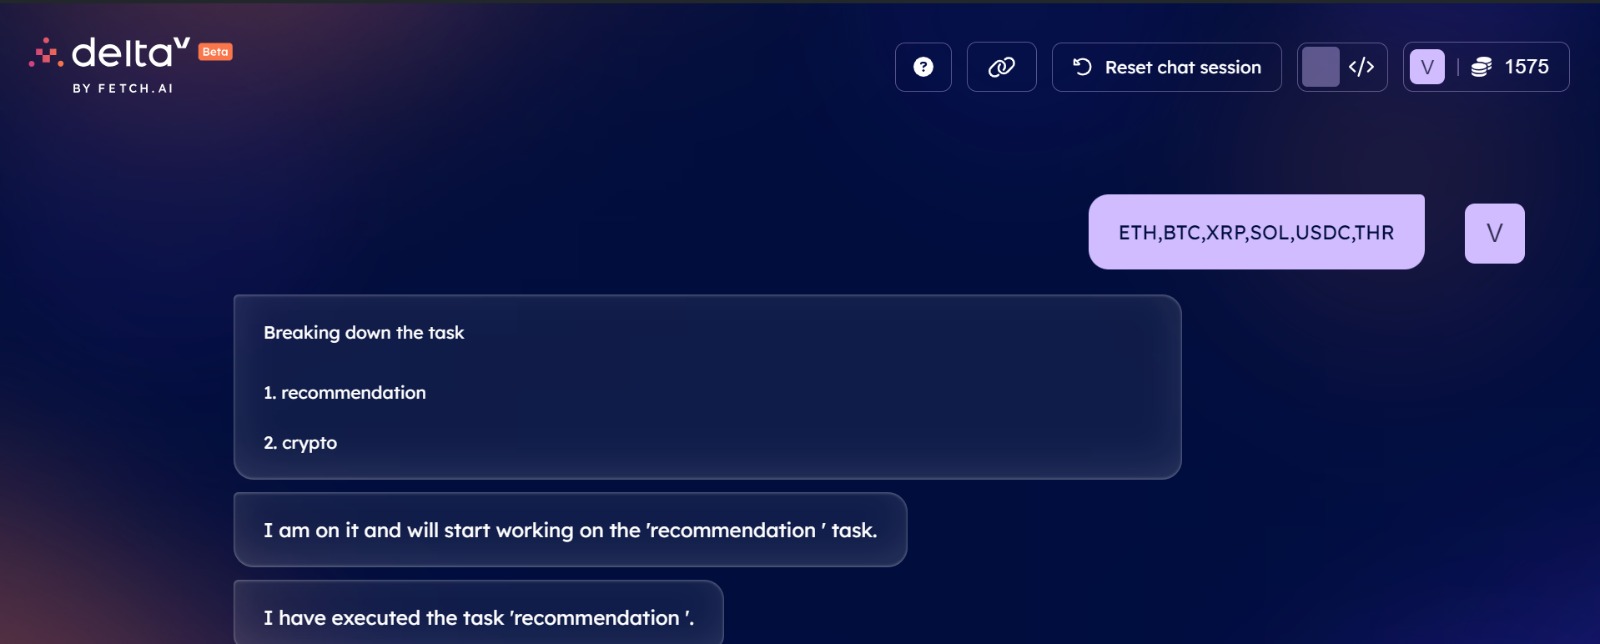 deltaV Beta
BY FETCH.AI
? Reset chat session </> V | 1575
ETH,BTC,XRP,SOL,USDC,THR
V
Breaking down the task
1. recommendation
2. crypto
I am on it and will start working on the 'recommendation ' task.
I have executed the task 'recommendation '.